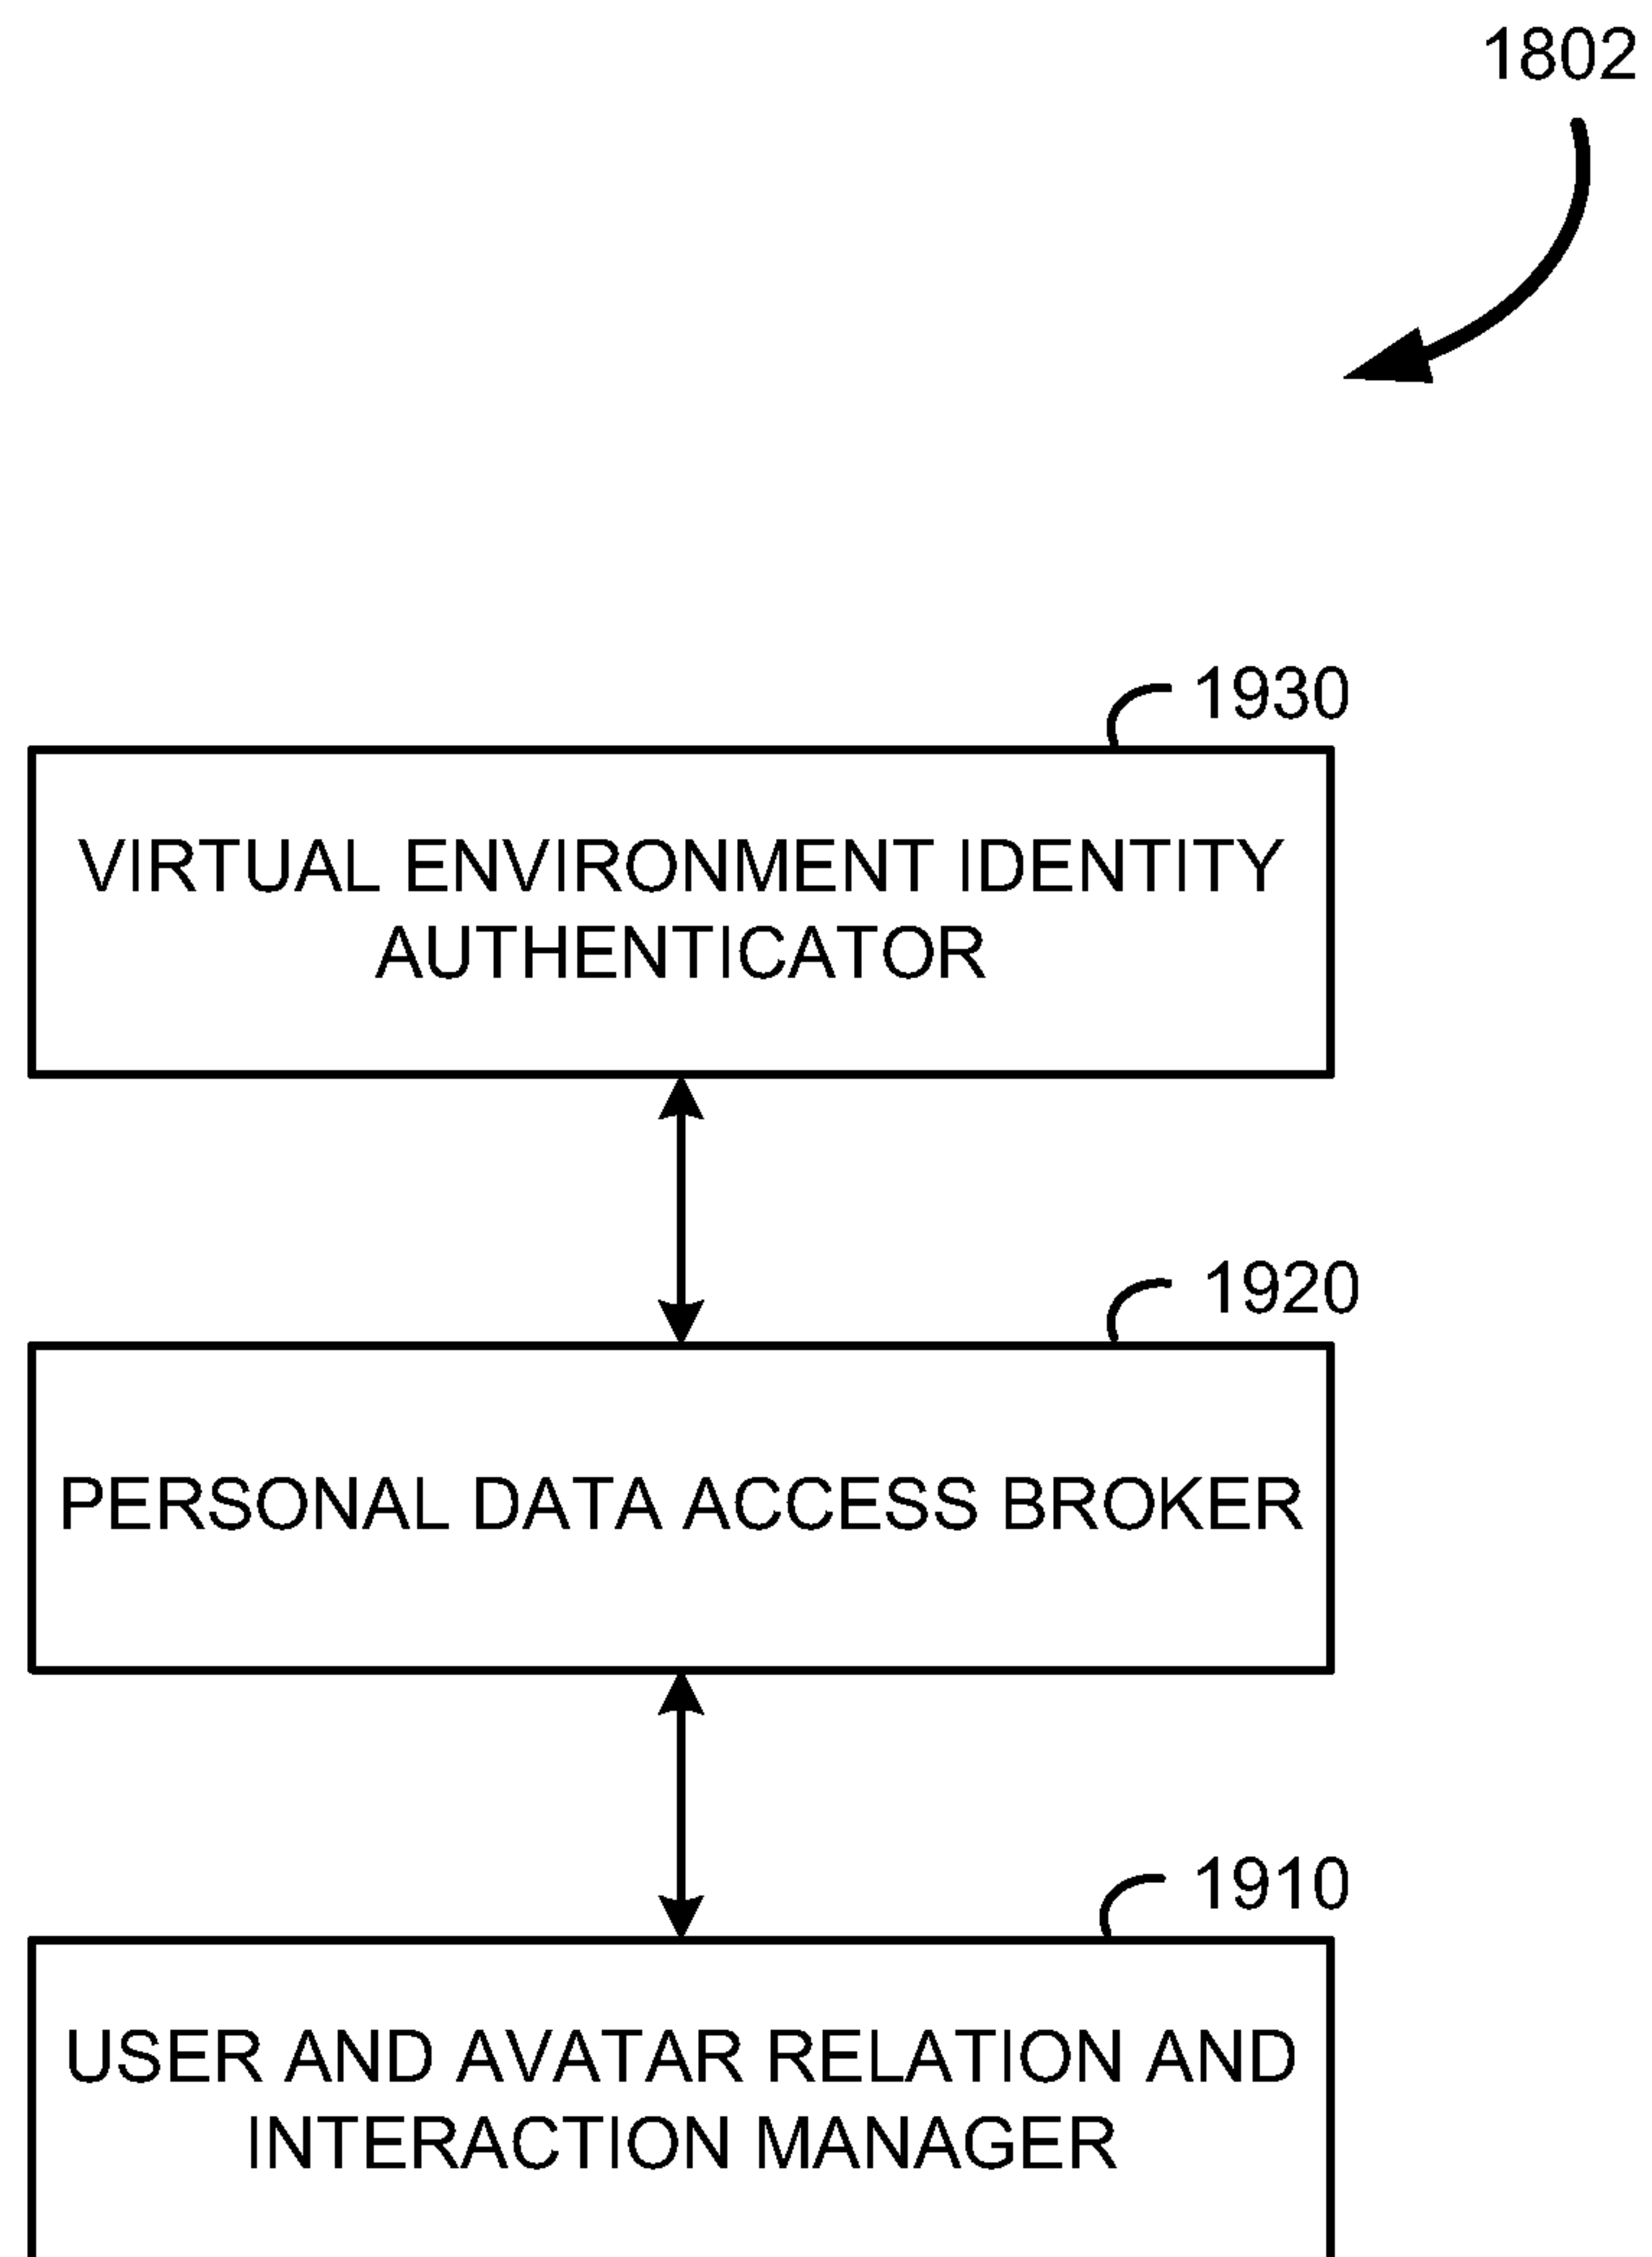 1802
1930
VIRTUAL ENVIRONMENT IDENTITY
AUTHENTICATOR
1920
PERSONAL DATA ACCESS BROKER
1910
USER AND AVATAR RELATION AND
INTERACTION MANAGER